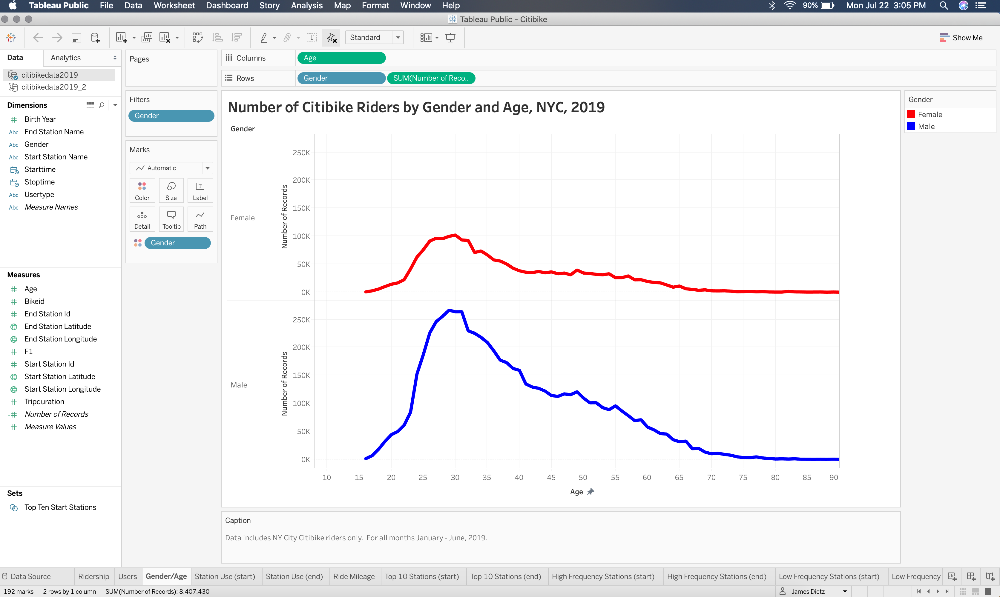 Tableau Public File Data Worksheet Dashboard Story Analysis Map Format Window Help 90% Mon Jul 22 3:05 PM
Tableau Public - Citibike
Standard
Show Me
Data Analytics
citibikedata2019
citibikedata2019_2
Dimensions
Birth Year
Abc End Station Name
Abc Gender
Abc Start Station Name
Starttime
Stoptime
Abc Usertype
Abc Measure Names
Measures
Age
Bikeid
End Station Id
End Station Latitude
End Station Longitude
F1
Start Station Id
Start Station Latitude
Start Station Longitude
Tripduration
Number of Records
Measure Values
Sets
Top Ten Start Stations
Pages
Filters
Gender
Marks
Automatic
Color Size Label
Detail Tooltip Path
Gender
Columns Age
Rows Gender SUM(Number of Reco..
Number of Citibike Riders by Gender and Age, NYC, 2019
Gender
Female
Number of Records
250K
200K
150K
100K
50K
0K
Male
Number of Records
250K
200K
150K
100K
50K
0K
10 15 20 25 30 35 40 45 50 55 60 65 70 75 80 85 90
Age
Gender
Female
Male
Caption
Data includes NY City Citibike riders only.  For all months January - June, 2019.
Data Source Ridership Users Gender/Age Station Use (start) Station Use (end) Ride Mileage Top 10 Stations (start) Top 10 Stations (end) High Frequency Stations (start) High Frequency Stations (end) Low Frequency Stations (start) Low Frequency
192 marks 2 rows by 1 column SUM(Number of Records): 8,407,430 James Dietz